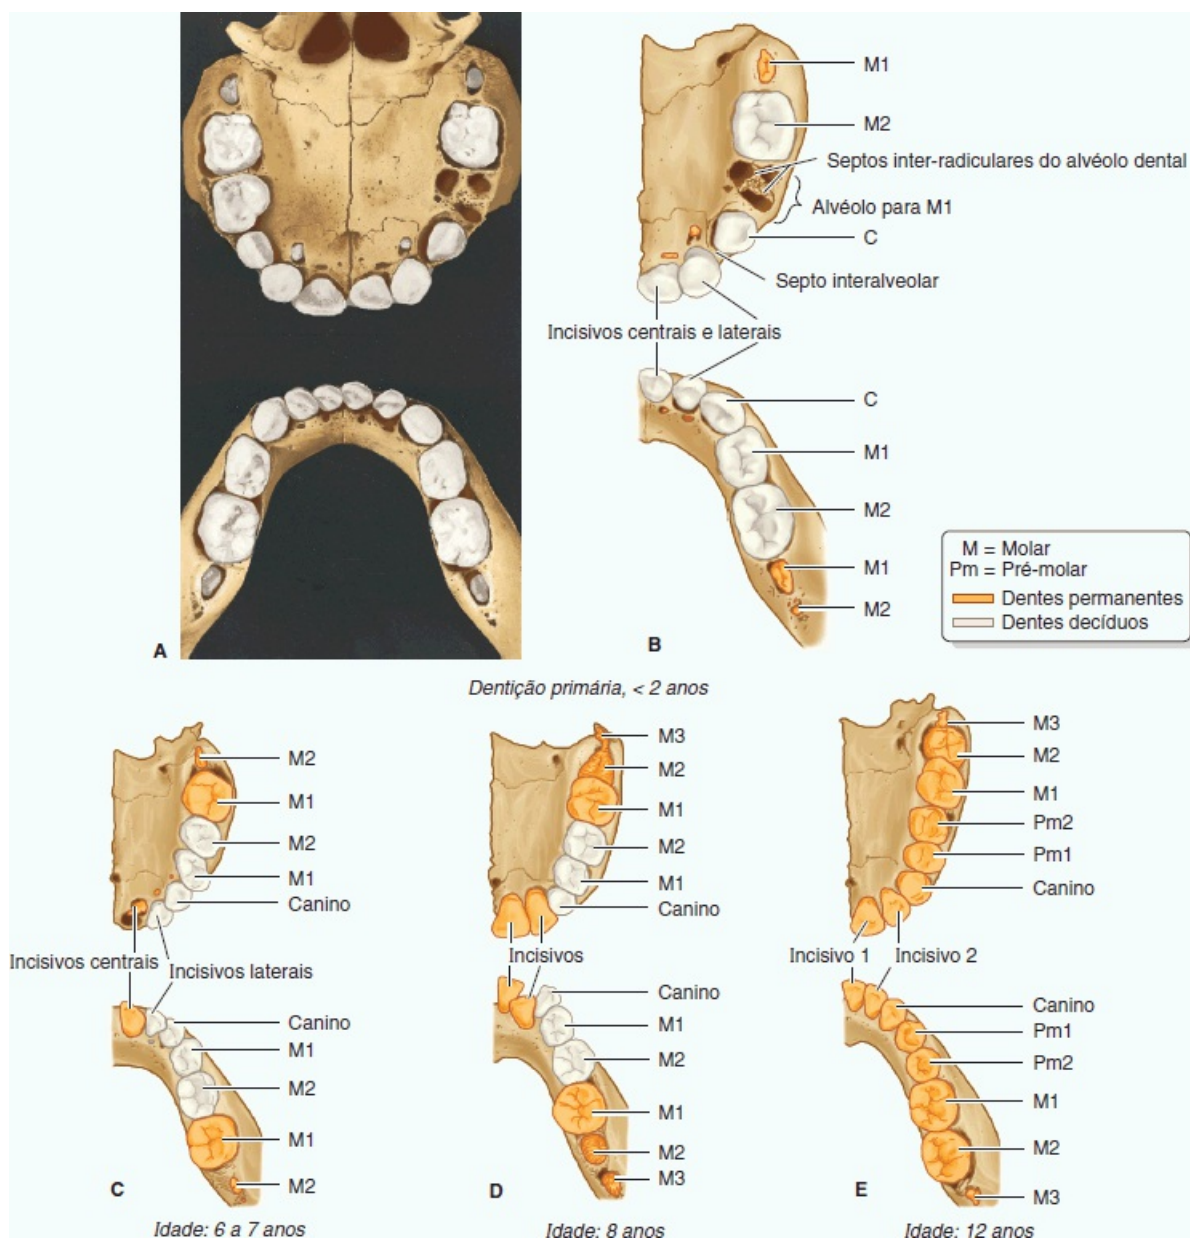 M1
M2
Septos inter-radiculares do alvéolo dental
Alvéolo para M1
C
Septo interalveolar
Incisivos centrais e laterais
C
M1
M2
M1
M2
A
B
M = Molar
Pm = Pré-molar
Dentes permanentes
Dentes decíduos
Dentição primária, < 2 anos
M2
M1
M2
M1
Canino
Incisivos centrais
Incisivos laterais
Canino
M1
M2
M1
M2
C
Idade: 6 a 7 anos
M3
M2
M1
M2
M1
Canino
Incisivos
Canino
M1
M2
M1
M2
M3
D
Idade: 8 anos
M3
M2
M1
Pm2
Pm1
Canino
Incisivo 1
Incisivo 2
Canino
Pm1
Pm2
M1
M2
M3
E
Idade: 12 anos